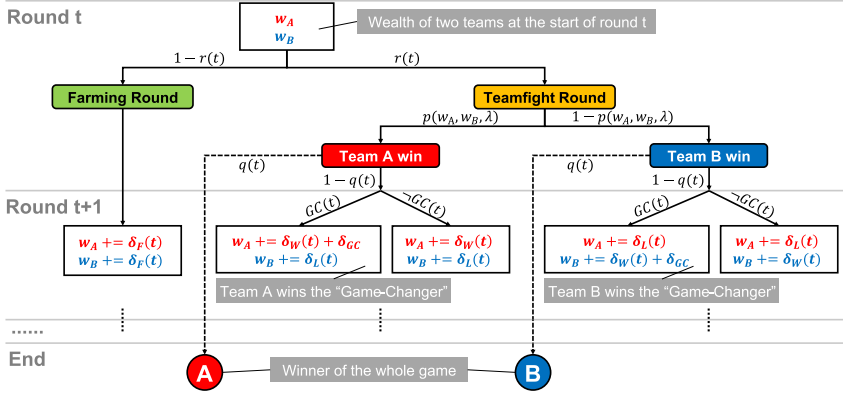 Round t
w_A
w_B
Wealth of two teams at the start of round t
1 − r(t)
r(t)
Farming Round
Teamfight Round
p(w_A, w_B, λ)
1 − p(w_A, w_B, λ)
q(t)
Team A win
q(t)
Team B win
1 − q(t)
1 − q(t)
Round t+1
GC(t)
¬GC(t)
GC(t)
¬GC(t)
w_A += δ_F(t)
w_B += δ_F(t)
w_A += δ_W(t) + δ_GC
w_B += δ_L(t)
w_A += δ_W(t)
w_B += δ_L(t)
w_A += δ_L(t)
w_B += δ_W(t) + δ_GC
w_A += δ_L(t)
w_B += δ_W(t)
Team A wins the “Game-Changer”
Team B wins the “Game-Changer”
......
End
A
Winner of the whole game
B